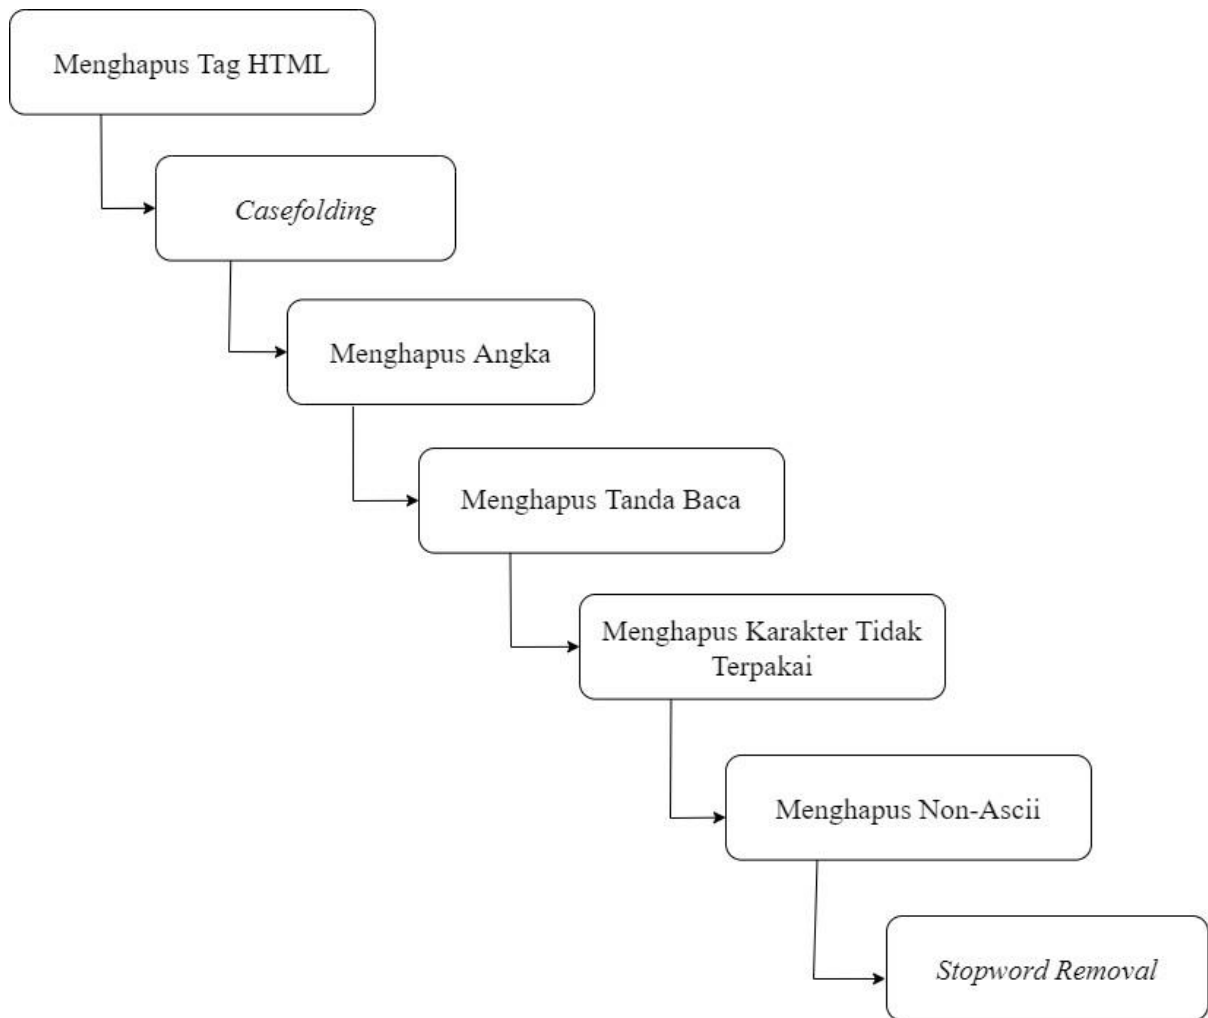 Menghapus Tag HTML
Casefolding
Menghapus Angka
Menghapus Tanda Baca
Menghapus Karakter Tidak
Terpakai
Menghapus Non-Ascii
Stopword Removal